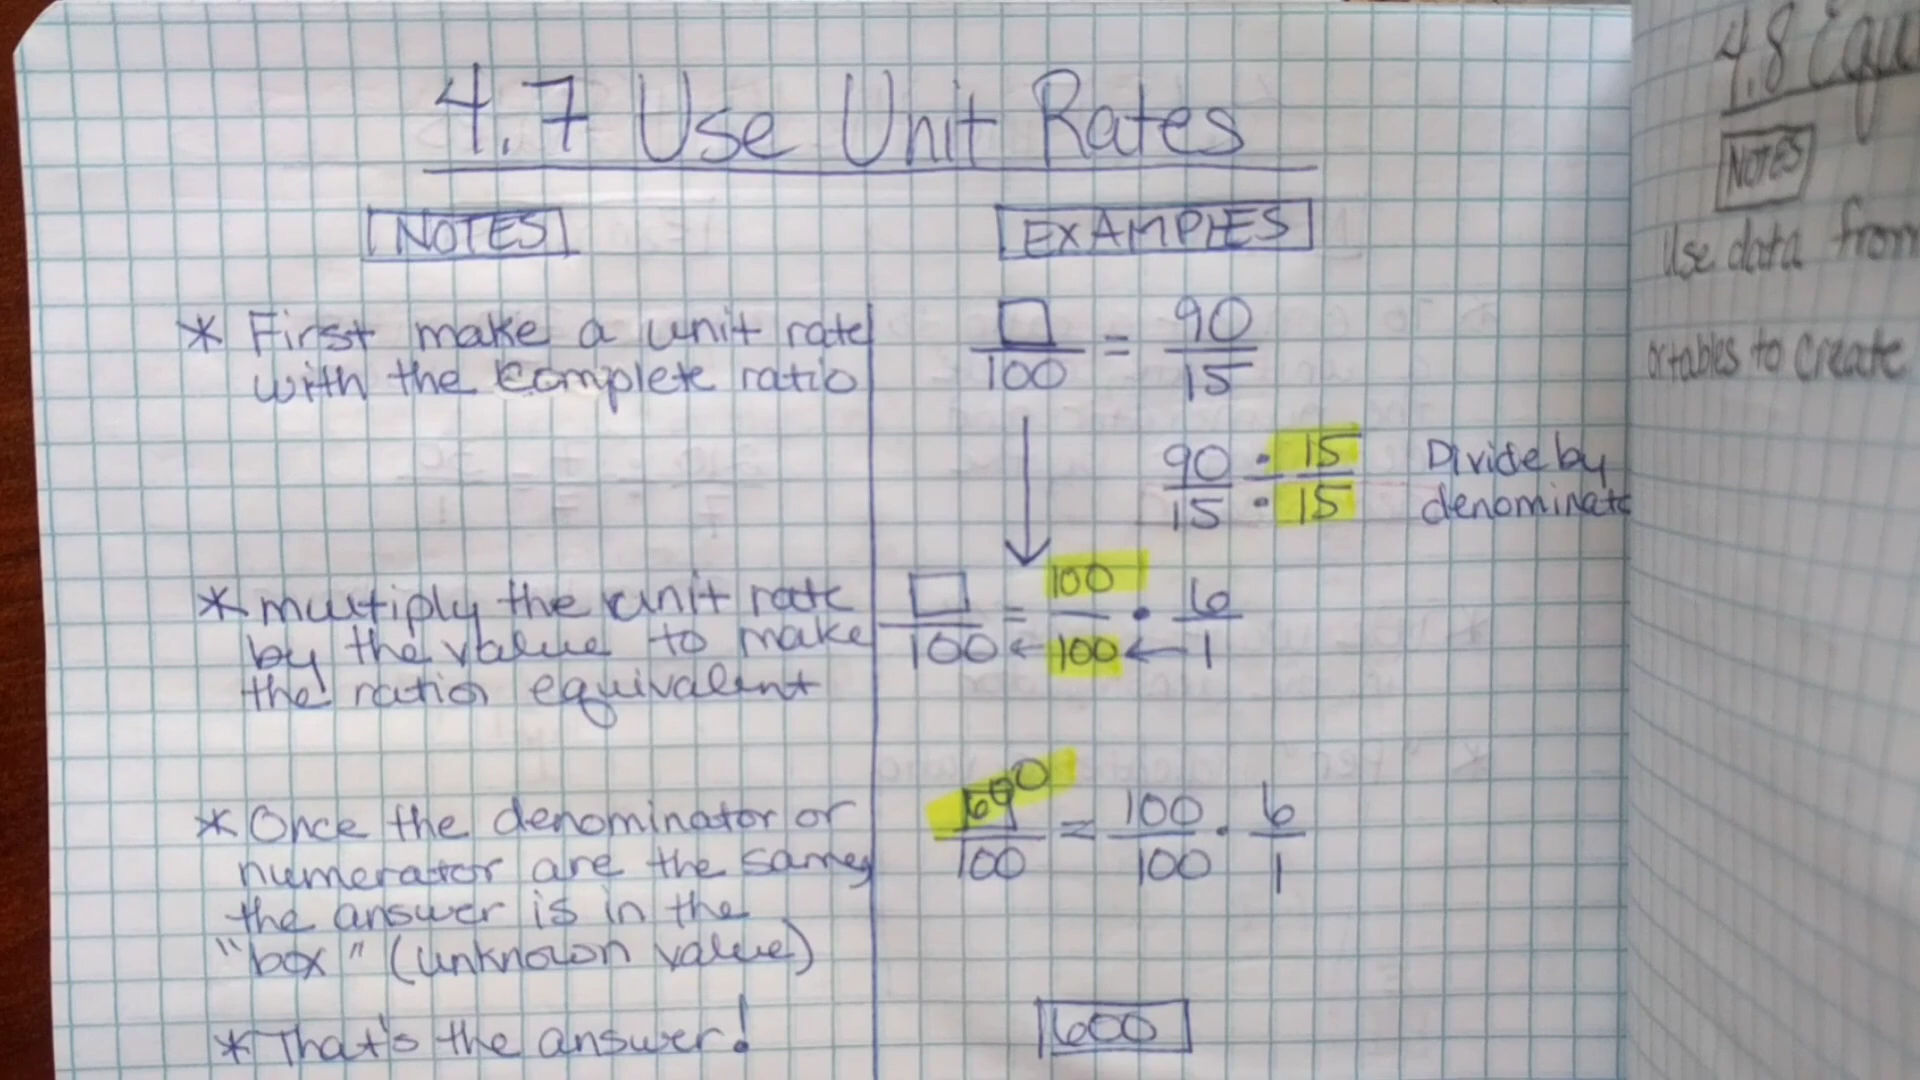 4.7 Use Unit Rates
NOTES
* First make a unit rate
with the complete ratio
* multiply the unit rate
by the value to make
the ratios equivalent
* Once the denominator or
numerator are the same,
the answer is in the
"box" (unknown value)
* That's the answer!
EXAMPLES
□/100 = 90/15
90/15 ÷ 15/15 Divide by
denominato
□/100 = 100/100 · 6/1
600/100 = 100/100 · 6/1
600
4.8 Equ
NOTES
Use data from
or tables to create